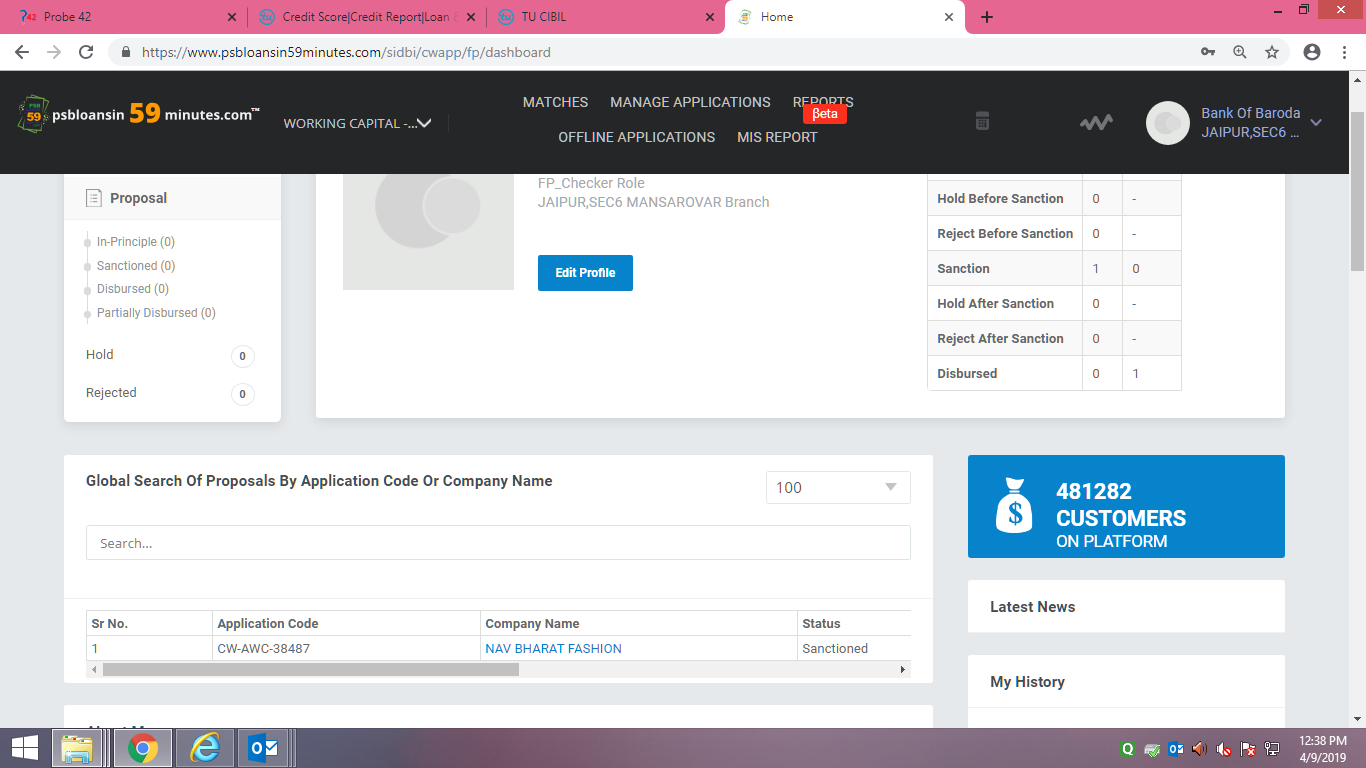 Probe 42
Credit Score|Credit Report|Loan
TU CIBIL
Home
https://www.psbloansin59minutes.com/sidbi/cwapp/fp/dashboard
psbloansin 59 minutes.com™
WORKING CAPITAL -...
MATCHES
MANAGE APPLICATIONS
REPORTS
βeta
OFFLINE APPLICATIONS
MIS REPORT
Bank Of Baroda
JAIPUR,SEC6 ...
Proposal
In-Principle (0)
Sanctioned (0)
Disbursed (0)
Partially Disbursed (0)
Hold 0
Rejected 0
FP_Checker Role
JAIPUR,SEC6 MANSAROVAR Branch
Edit Profile
Hold Before Sanction 0 -
Reject Before Sanction 0 -
Sanction 1 0
Hold After Sanction 0 -
Reject After Sanction 0 -
Disbursed 0 1
Global Search Of Proposals By Application Code Or Company Name
100
Search...
Sr No. Application Code Company Name Status
1 CW-AWC-38487 NAV BHARAT FASHION Sanctioned
481282
CUSTOMERS
ON PLATFORM
Latest News
My History
12:38 PM
4/9/2019